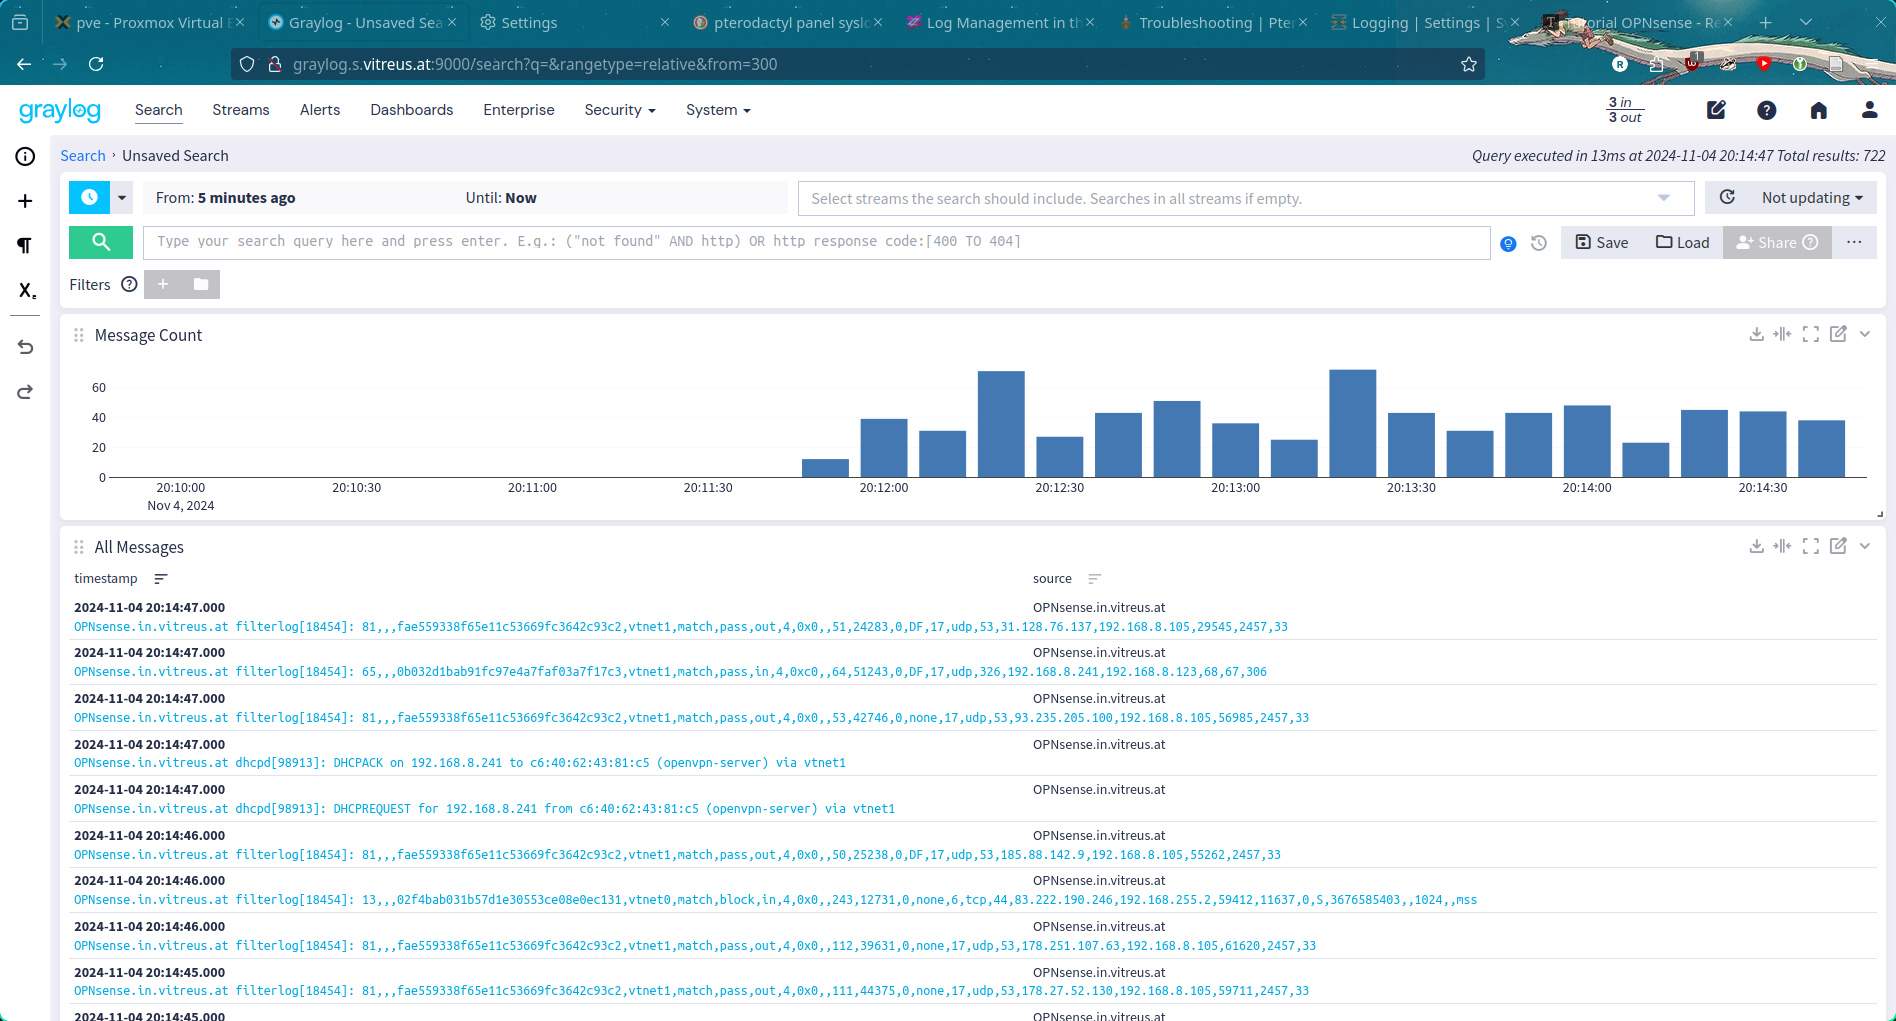 pve - Proxmox Virtual E
Graylog - Unsaved Sea
Settings
pterodactyl panel syslo
Log Management in th
Troubleshooting | Pter
Logging | Settings | S
orial OPNsense - Re
graylog.s.vitreus.at:9000/search?q=&rangetype=relative&from=300
graylog
Search
Streams
Alerts
Dashboards
Enterprise
Security
System
3 in
3 out
Search › Unsaved Search
Query executed in 13ms at 2024-11-04 20:14:47 Total results: 722
From: 5 minutes ago
Until: Now
Select streams the search should include. Searches in all streams if empty.
Not updating
Type your search query here and press enter. E.g.: ("not found" AND http) OR http response code:[400 TO 404]
Save
Load
Share
Filters
Message Count
60
40
20
0
20:10:00
20:10:30
20:11:00
20:11:30
20:12:00
20:12:30
20:13:00
20:13:30
20:14:00
20:14:30
Nov 4, 2024
All Messages
timestamp
source
2024-11-04 20:14:47.000
OPNsense.in.vitreus.at
OPNsense.in.vitreus.at filterlog[18454]: 81,,,fae559338f65e11c53669fc3642c93c2,vtnet1,match,pass,out,4,0x0,,51,24283,0,DF,17,udp,53,31.128.76.137,192.168.8.105,29545,2457,33
2024-11-04 20:14:47.000
OPNsense.in.vitreus.at
OPNsense.in.vitreus.at filterlog[18454]: 65,,,0b032d1bab91fc97e4a7faf03a7f17c3,vtnet1,match,pass,in,4,0xc0,,64,51243,0,DF,17,udp,326,192.168.8.241,192.168.8.123,68,67,306
2024-11-04 20:14:47.000
OPNsense.in.vitreus.at
OPNsense.in.vitreus.at filterlog[18454]: 81,,,fae559338f65e11c53669fc3642c93c2,vtnet1,match,pass,out,4,0x0,,53,42746,0,none,17,udp,53,93.235.205.100,192.168.8.105,56985,2457,33
2024-11-04 20:14:47.000
OPNsense.in.vitreus.at
OPNsense.in.vitreus.at dhcpd[98913]: DHCPACK on 192.168.8.241 to c6:40:62:43:81:c5 (openvpn-server) via vtnet1
2024-11-04 20:14:47.000
OPNsense.in.vitreus.at
OPNsense.in.vitreus.at dhcpd[98913]: DHCPREQUEST for 192.168.8.241 from c6:40:62:43:81:c5 (openvpn-server) via vtnet1
2024-11-04 20:14:46.000
OPNsense.in.vitreus.at
OPNsense.in.vitreus.at filterlog[18454]: 81,,,fae559338f65e11c53669fc3642c93c2,vtnet1,match,pass,out,4,0x0,,50,25238,0,DF,17,udp,53,185.88.142.9,192.168.8.105,55262,2457,33
2024-11-04 20:14:46.000
OPNsense.in.vitreus.at
OPNsense.in.vitreus.at filterlog[18454]: 13,,,02f4bab031b57d1e30553ce08e0ec131,vtnet0,match,block,in,4,0x0,,243,12731,0,none,6,tcp,44,83.222.190.246,192.168.255.2,59412,11637,0,S,3676585403,,1024,,mss
2024-11-04 20:14:46.000
OPNsense.in.vitreus.at
OPNsense.in.vitreus.at filterlog[18454]: 81,,,fae559338f65e11c53669fc3642c93c2,vtnet1,match,pass,out,4,0x0,,112,39631,0,none,17,udp,53,178.251.107.63,192.168.8.105,61620,2457,33
2024-11-04 20:14:45.000
OPNsense.in.vitreus.at
OPNsense.in.vitreus.at filterlog[18454]: 81,,,fae559338f65e11c53669fc3642c93c2,vtnet1,match,pass,out,4,0x0,,111,44375,0,none,17,udp,53,178.27.52.130,192.168.8.105,59711,2457,33
2024-11-04 20:14:45.000
OPNsense.in.vitreus.at